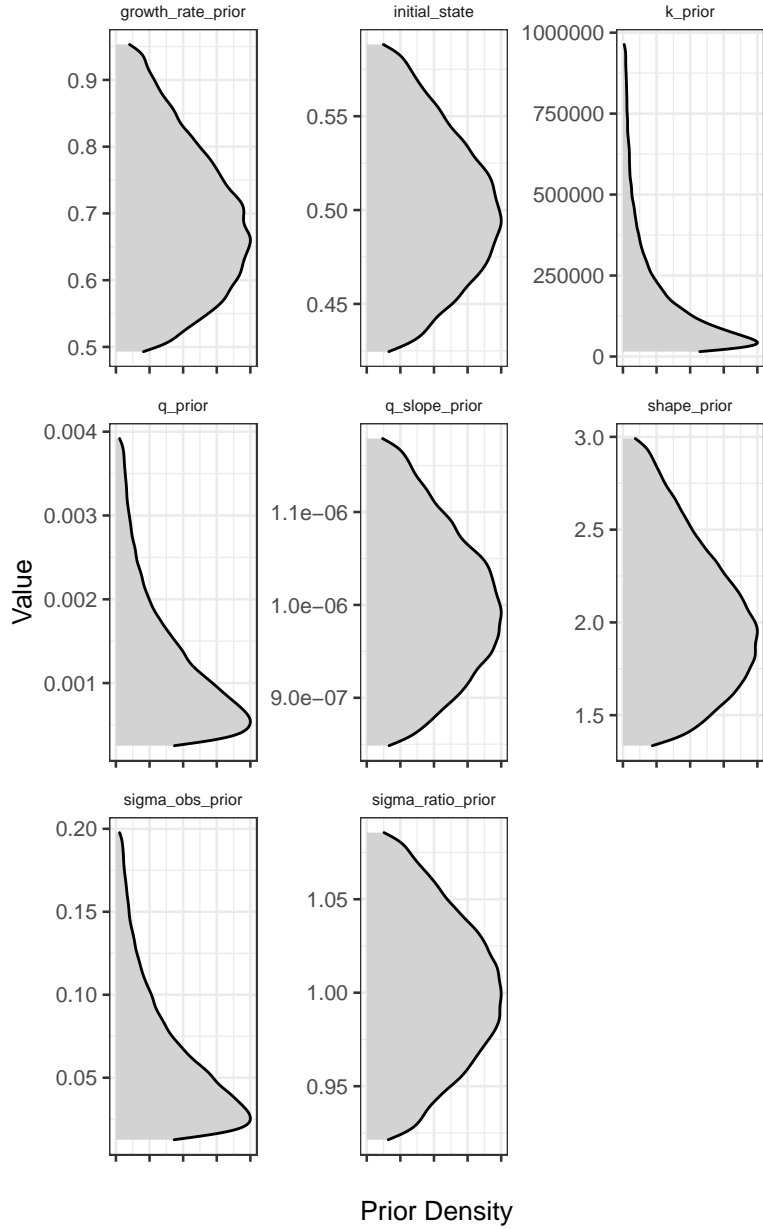 growth_rate_prior
initial_state
k_prior
0.9
0.8
0.7
0.6
0.5
0.55
0.50
0.45
1000000
750000
500000
250000
0
q_prior
q_slope_prior
shape_prior
0.004
0.003
0.002
0.001
1.1e−06
1.0e−06
9.0e−07
3.0
2.5
2.0
1.5
Value
sigma_obs_prior
sigma_ratio_prior
0.20
0.15
0.10
0.05
1.05
1.00
0.95
Prior Density